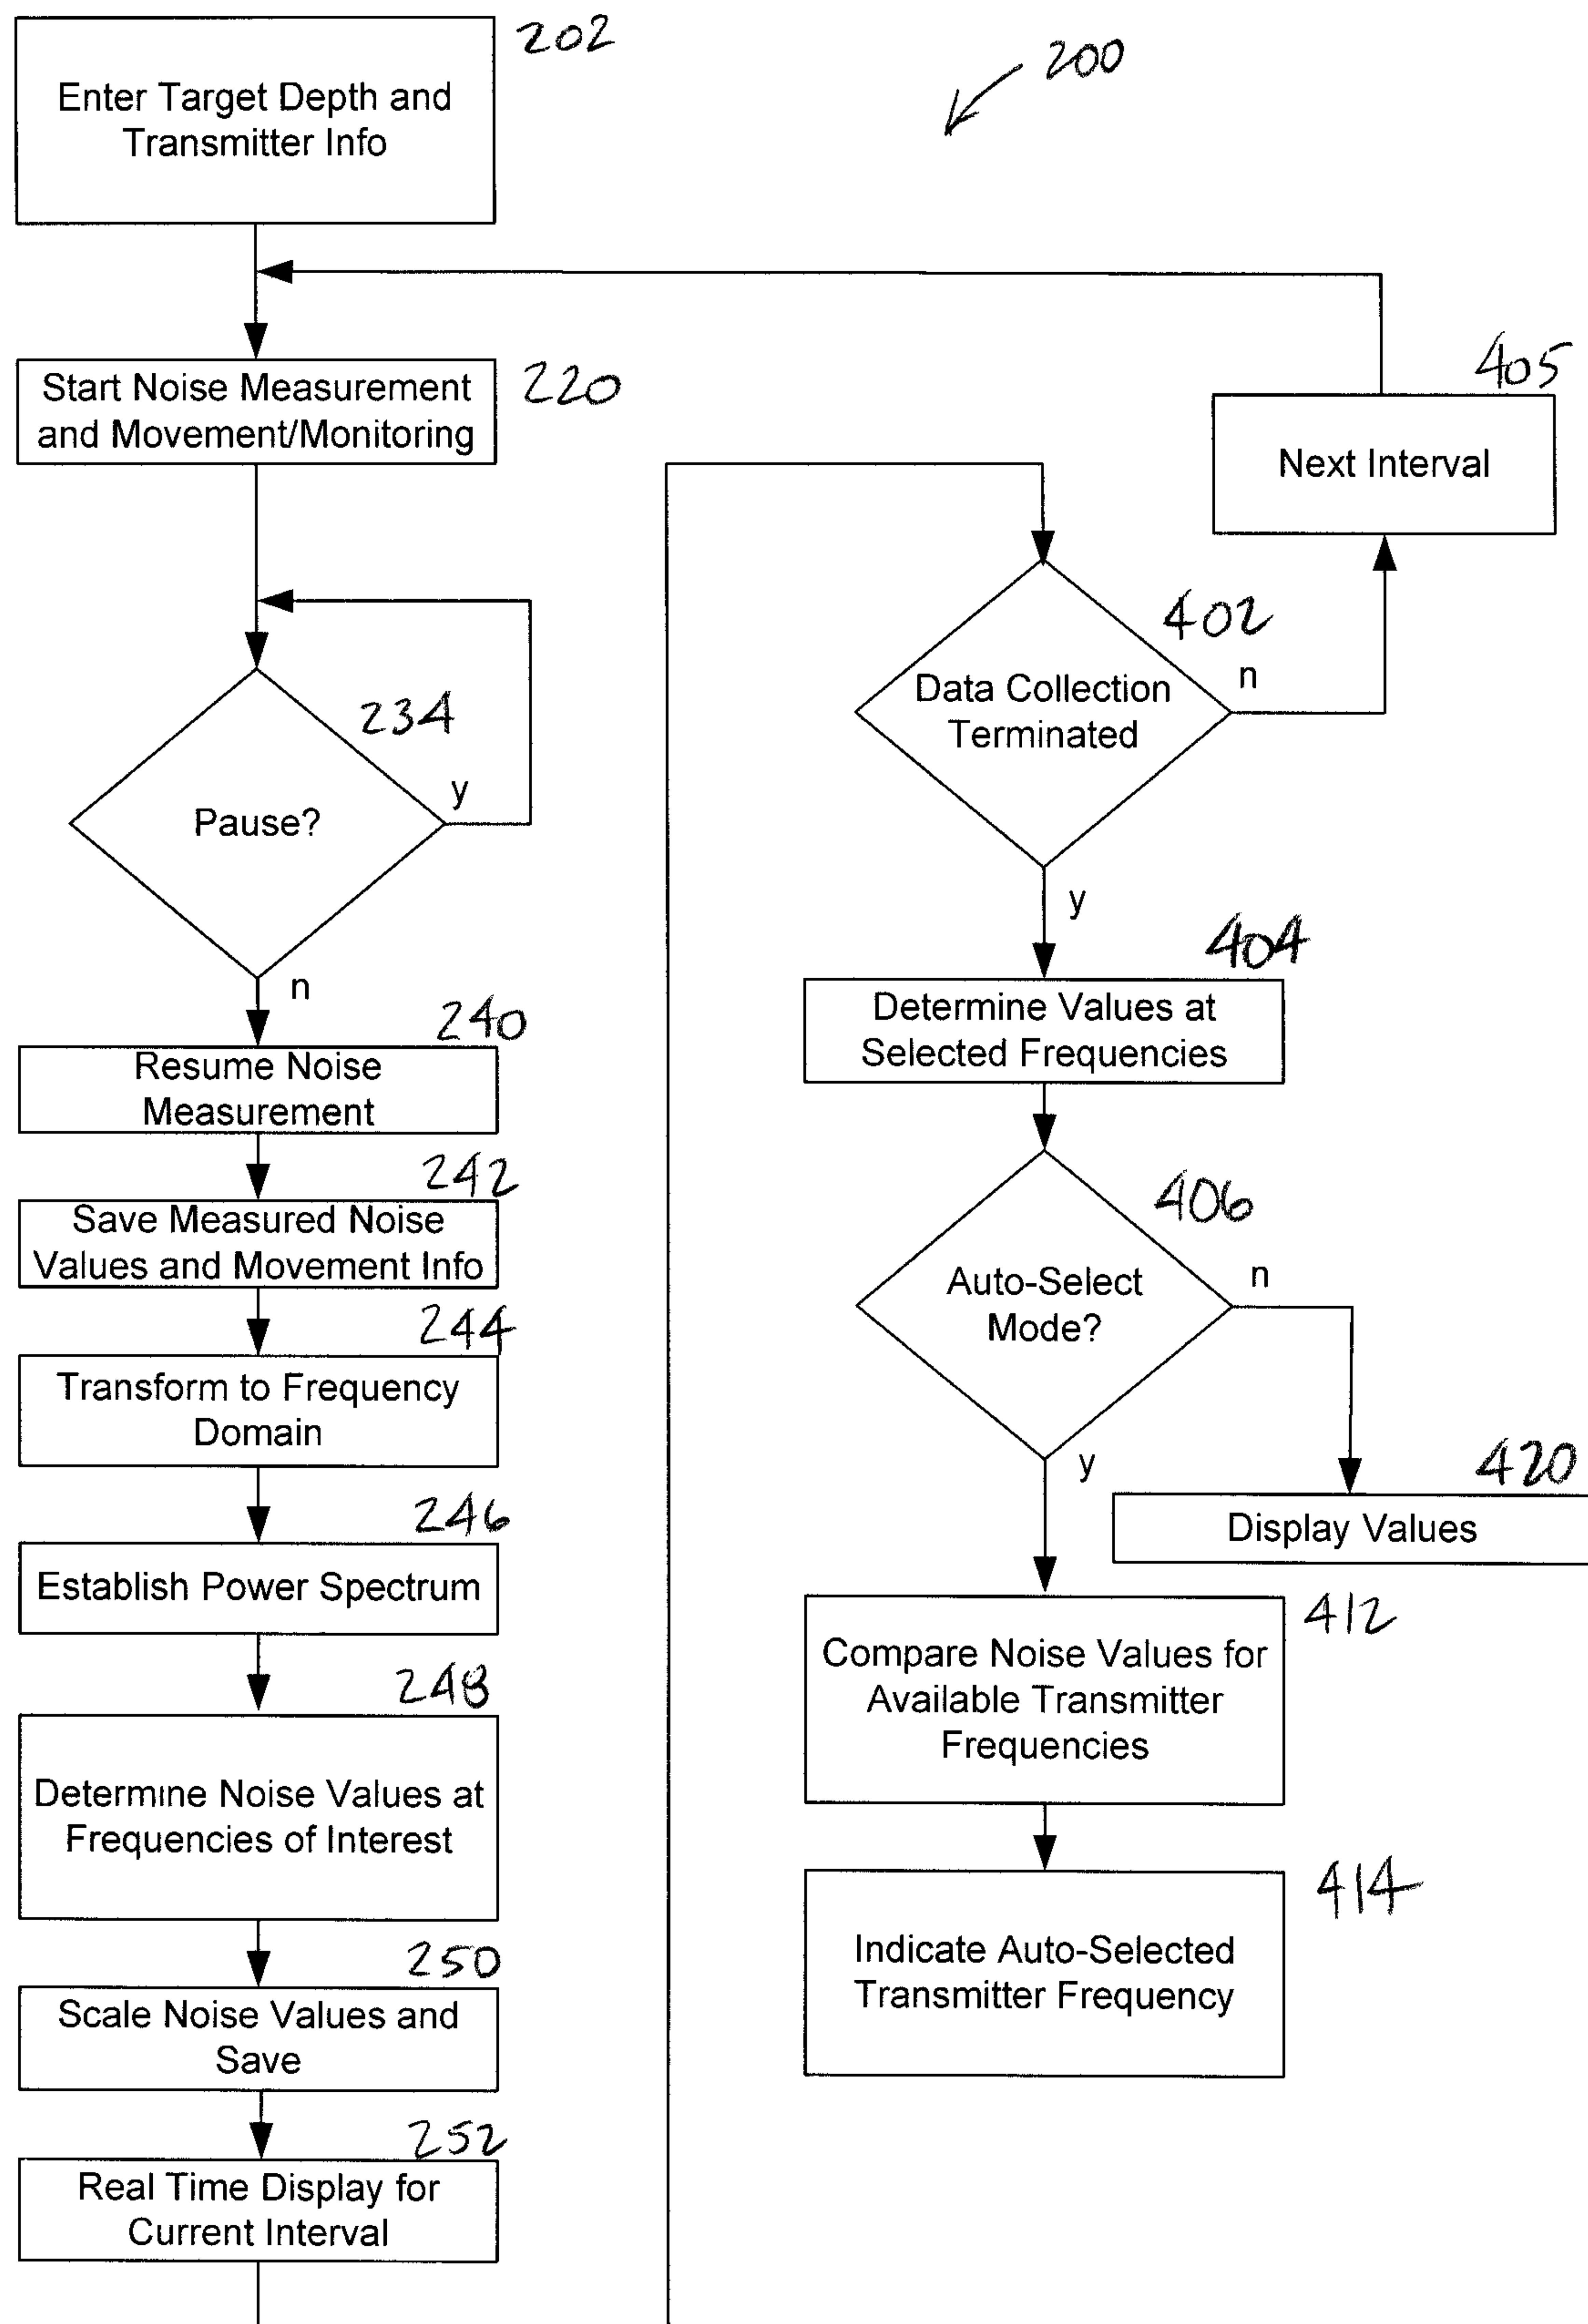 202
Enter Target Depth and
Transmitter Info
200
220
Start Noise Measurement
and Movement/Monitoring
234
Pause?
y
n
240
Resume Noise
Measurement
242
Save Measured Noise
Values and Movement Info
244
Transform to Frequency
Domain
246
Establish Power Spectrum
248
Determine Noise Values at
Frequencies of Interest
250
Scale Noise Values and
Save
252
Real Time Display for
Current Interval
405
Next Interval
402
Data Collection
Terminated
n
y
404
Determine Values at
Selected Frequencies
406
Auto-Select
Mode?
n
y
420
Display Values
412
Compare Noise Values for
Available Transmitter
Frequencies
414
Indicate Auto-Selected
Transmitter Frequency